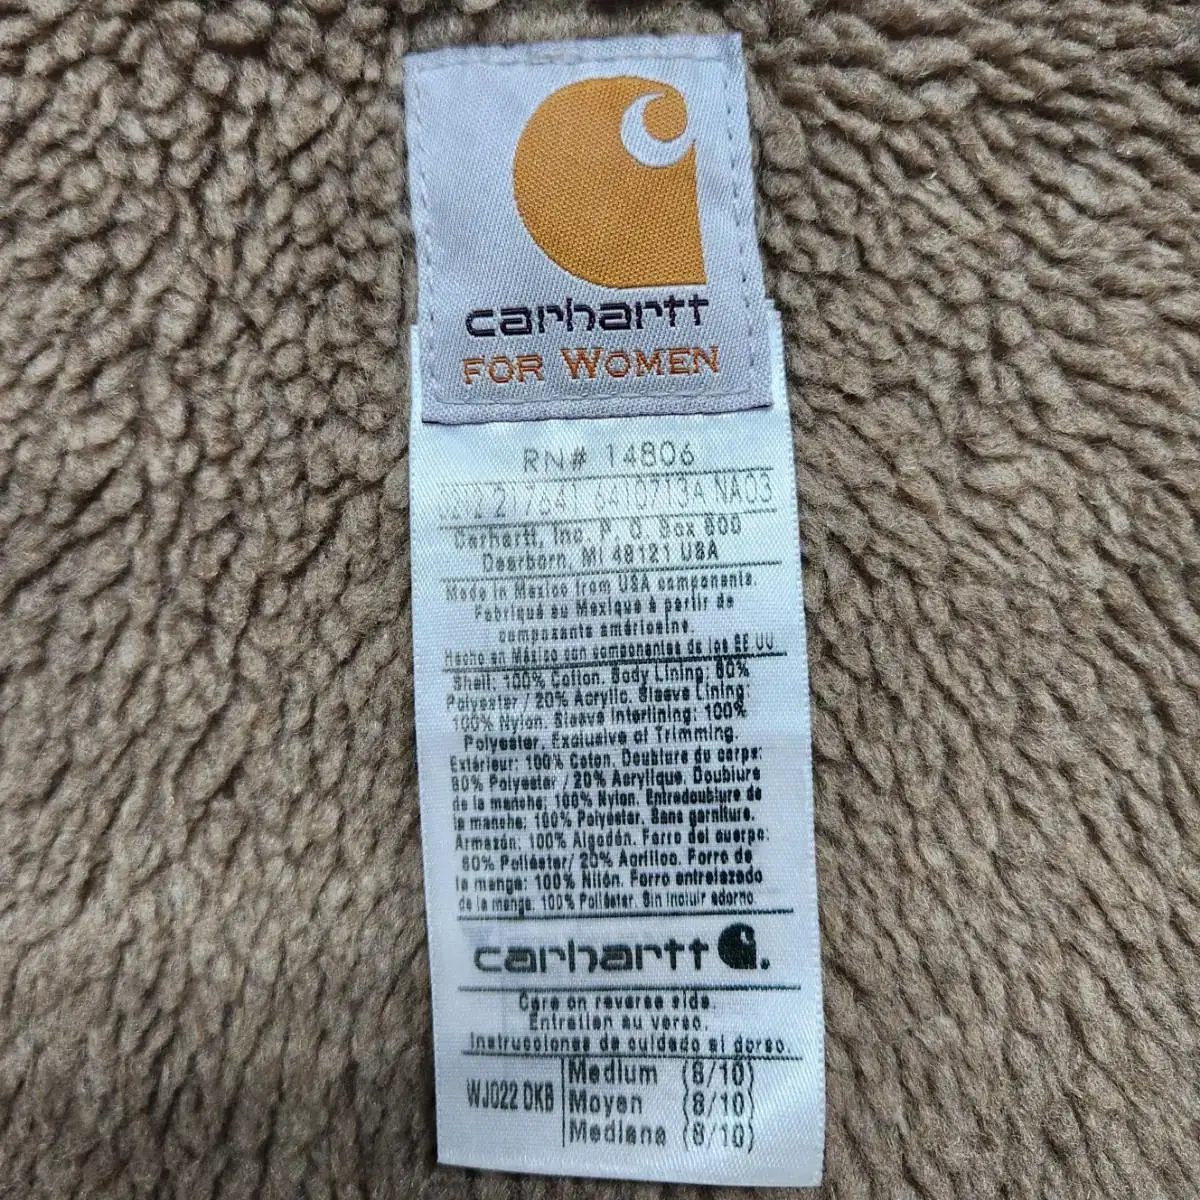 carhartt
FOR WOMEN
RN# 14806
217641 6410713A NA03
Carhartt, Inc. P. O. Box 600
Dearborn, MI 48121 USA
Made in Mexico from USA components.
Fabriqué au Mexique à partir de
composants américains.
Hecho en México con componentes de los EE.UU
Shell: 100% Cotton. Body Lining: 80%
Polyester / 20% Acrylic. Sleeve Lining:
100% Nylon. Sleeve Interlining: 100%
Polyester. Exclusive of Trimming.
Extérieur: 100% Coton. Doublure du corps:
80% Polyester / 20% Acrylique. Doublure
de la manche: 100% Nylon. Entredoublure de
la manche: 100% Polyester. Sans garniture.
Armazón: 100% Algodón. Forro del cuerpo:
80% Poliéster/ 20% Acrílico. Forro de
la manga: 100% Nilón. Forro entrelazado
de la manga: 100% Poliéster. Sin incluir adorno.
carhartt
Care on reverse side.
Entretien au verso.
Instrucciones de cuidado al dorso.
WJ022 DKB
Medium (8/10)
Moyen (8/10)
Mediana (8/10)